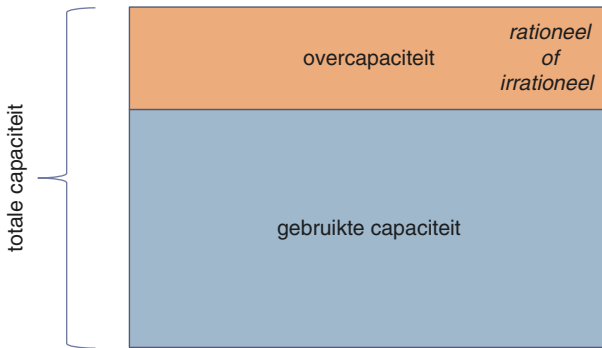 totale capaciteit
overcapaciteit
rationeel
of
irrationeel
gebruikte capaciteit